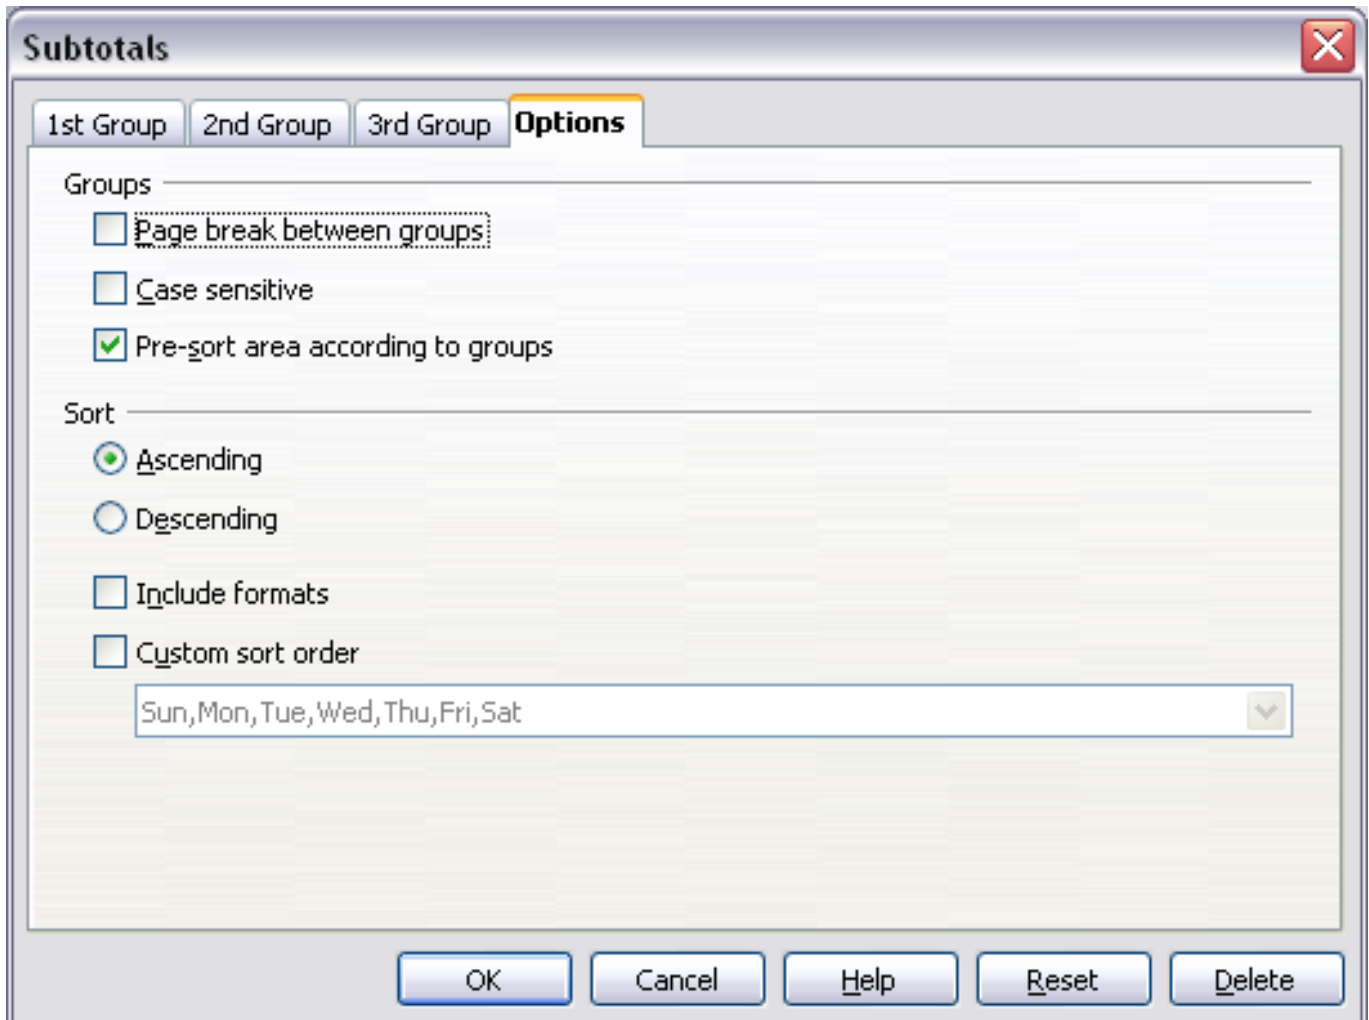 Subtotals
1st Group 2nd Group 3rd Group Options
Groups
Page break between groups
Case sensitive
Pre-sort area according to groups
Sort
Ascending
Descending
Include formats
Custom sort order
Sun,Mon,Tue,Wed,Thu,Fri,Sat
OK Cancel Help Reset Delete